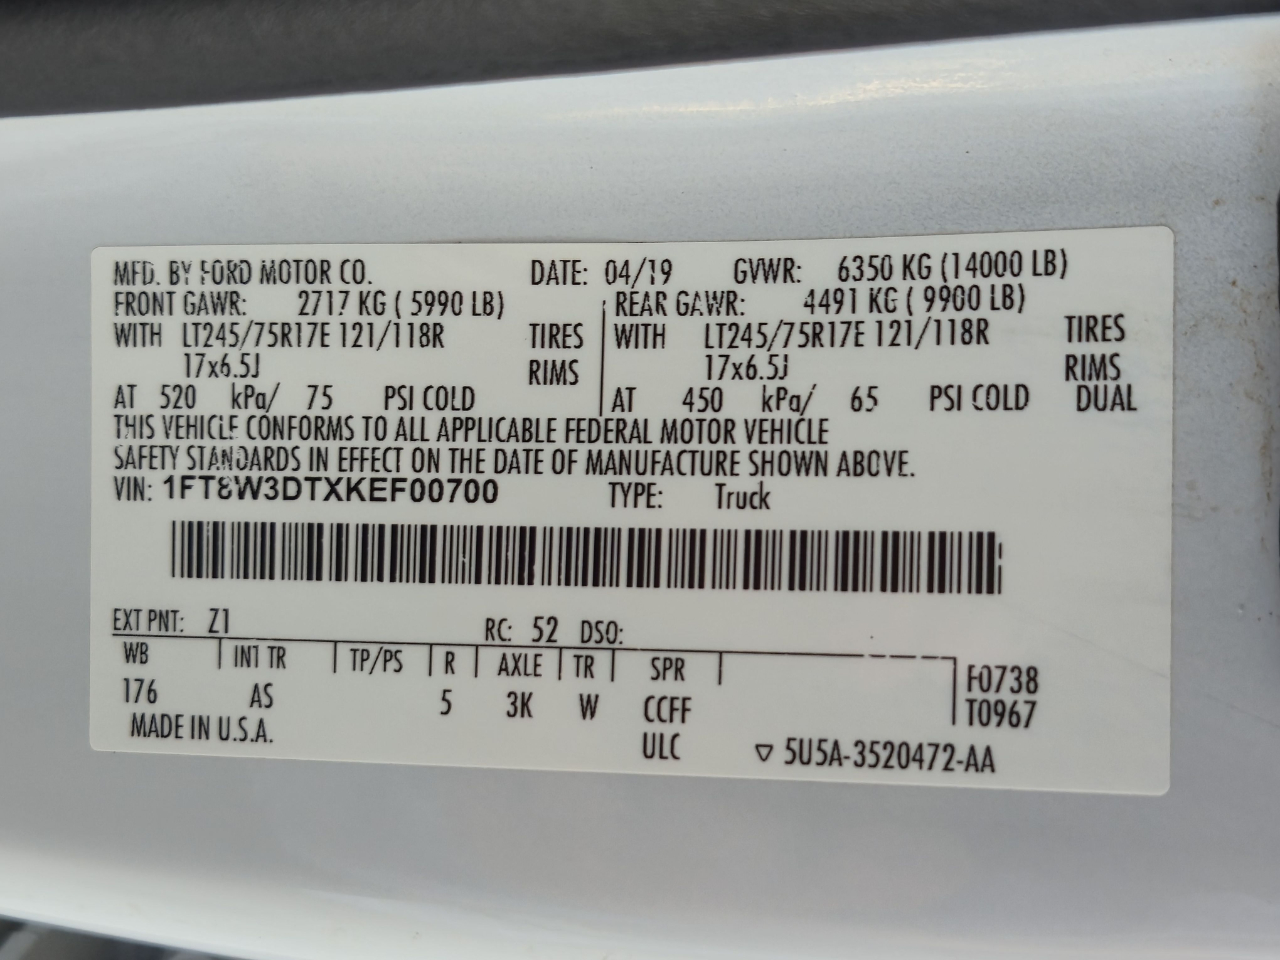 MFD. BY FORD MOTOR CO. DATE: 04/19 GVWR: 6350 KG (14000 LB)
FRONT GAWR: 2717 KG ( 5990 LB) REAR GAWR: 4491 KG ( 9900 LB)
WITH LT245/75R17E 121/118R TIRES WITH LT245/75R17E 121/118R TIRES
17x6.5J RIMS 17x6.5J RIMS
AT 520 kPa/ 75 PSI COLD AT 450 kPa/ 65 PSI COLD DUAL
THIS VEHICLE CONFORMS TO ALL APPLICABLE FEDERAL MOTOR VEHICLE
SAFETY STANDARDS IN EFFECT ON THE DATE OF MANUFACTURE SHOWN ABOVE.
VIN: 1FT8W3DTXKEF00700 TYPE: Truck
EXT PNT: Z1 RC: 52 DSO:
WB INT TR TP/PS R AXLE TR SPR F0738
176 AS 5 3K W CCFF T0967
MADE IN U.S.A. ULC ▽ 5U5A-3520472-AA